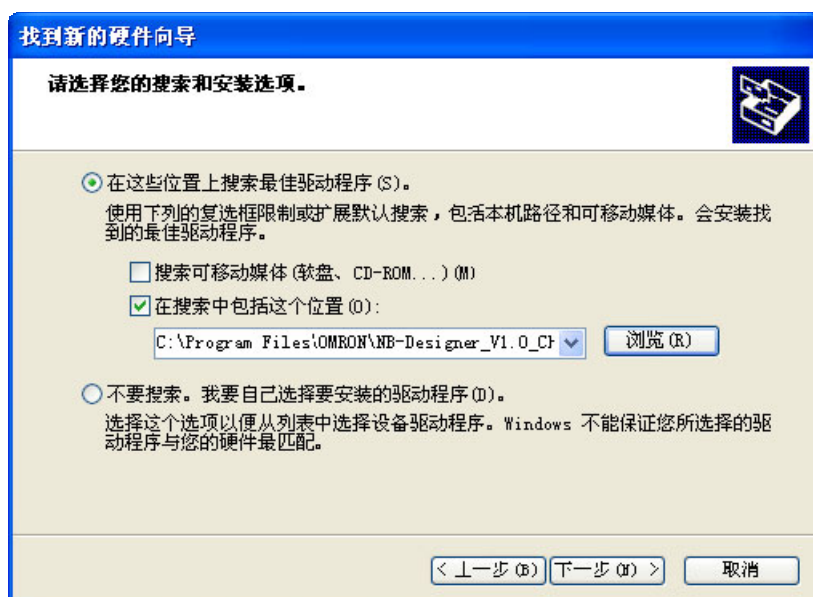 找到新的硬件向导
请选择您的搜索和安装选项。
在这些位置上搜索最佳驱动程序(S)。
使用下列的复选框限制或扩展默认搜索，包括本机路径和可移动媒体。会安装找
到的最佳驱动程序。
搜索可移动媒体(软盘、CD-ROM...)(M)
在搜索中包括这个位置(O):
C:\Program Files\OMRON\NB-Designer_V1.0_CH
浏览(R)
不要搜索。我要自己选择要安装的驱动程序(D)。
选择这个选项以便从列表中选择设备驱动程序。Windows 不能保证您所选择的驱
动程序与您的硬件最匹配。
< 上一步(B) 下一步(N) > 取消